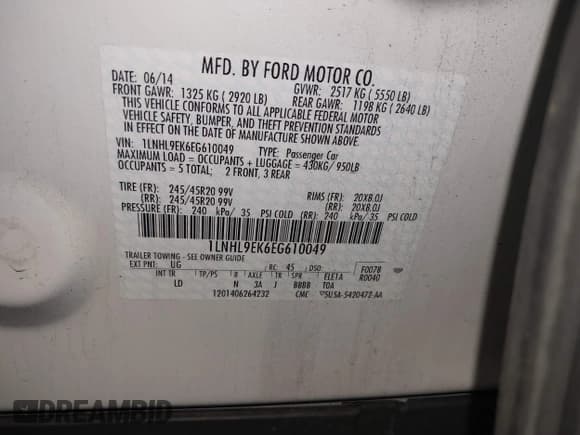 MFD. BY FORD MOTOR CO.
DATE: 06/14 GVWR: 2517 KG ( 5550 LB)
FRONT GAWR: 1325 KG ( 2920 LB) REAR GAWR: 1198 KG ( 2640 LB)
THIS VEHICLE CONFORMS TO ALL APPLICABLE FEDERAL MOTOR
VEHICLE SAFETY, BUMPER, AND THEFT PREVENTION STANDARDS
IN EFFECT ON THE DATE OF MANUFACTURE SHOWN ABOVE.
VIN: 1LNHL9EK6EG610049 TYPE: Passenger Car
MAXIMUM LOAD = OCCUPANTS + LUGGAGE = 430KG/ 950LB
OCCUPANTS = 5 TOTAL; 2 FRONT, 3 REAR
TIRE (FR): 245/45R20 99V RIMS (FR): 20X8.0J
(RR): 245/45R20 99V (RR): 20X8.0J
PRESSURE (FR): 240 kPa/ 35 PSI COLD (RR): 240 kPa/ 35 PSI COLD
1LNHL9EK6EG610049
TRAILER TOWING - SEE OWNER GUIDE
EXT PNT: UG RC: 45 DSO: F0078
R0040
INT TR TP/PS R AXLE TR SPR ELE1A
LD N 3A J BBBB T0A
1201406264232 CMC 5U5A-5420472-AA
DREAMBID